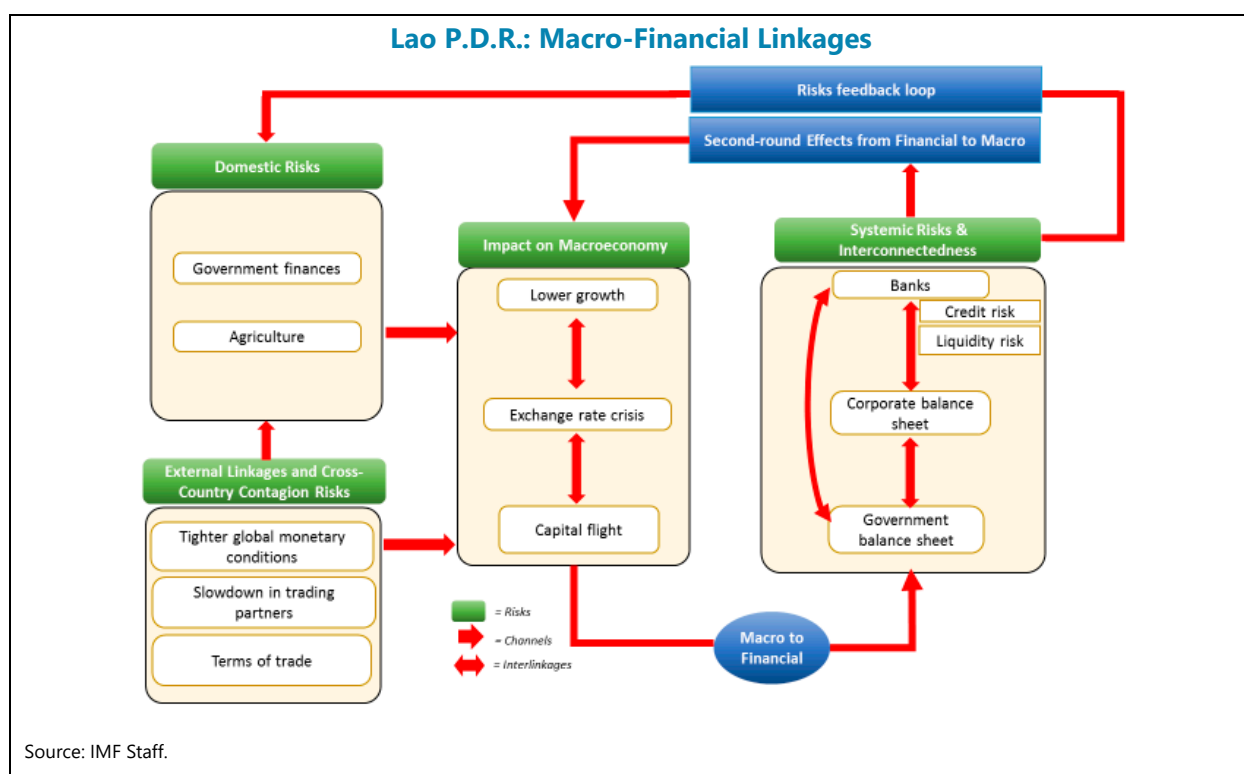 Lao P.D.R.: Macro-Financial Linkages
Risks feedback loop
Second-round Effects from Financial to Macro
Domestic Risks
Government finances
Agriculture
External Linkages and Cross-
Country Contagion Risks
Tighter global monetary
conditions
Slowdown in trading
partners
Terms of trade
Impact on Macroeconomy
Lower growth
Exchange rate crisis
Capital flight
= Risks
= Channels
= Interlinkages
Macro to
Financial
Systemic Risks &
Interconnectedness
Banks
Credit risk
Liquidity risk
Corporate balance
sheet
Government
balance sheet
Source: IMF Staff.